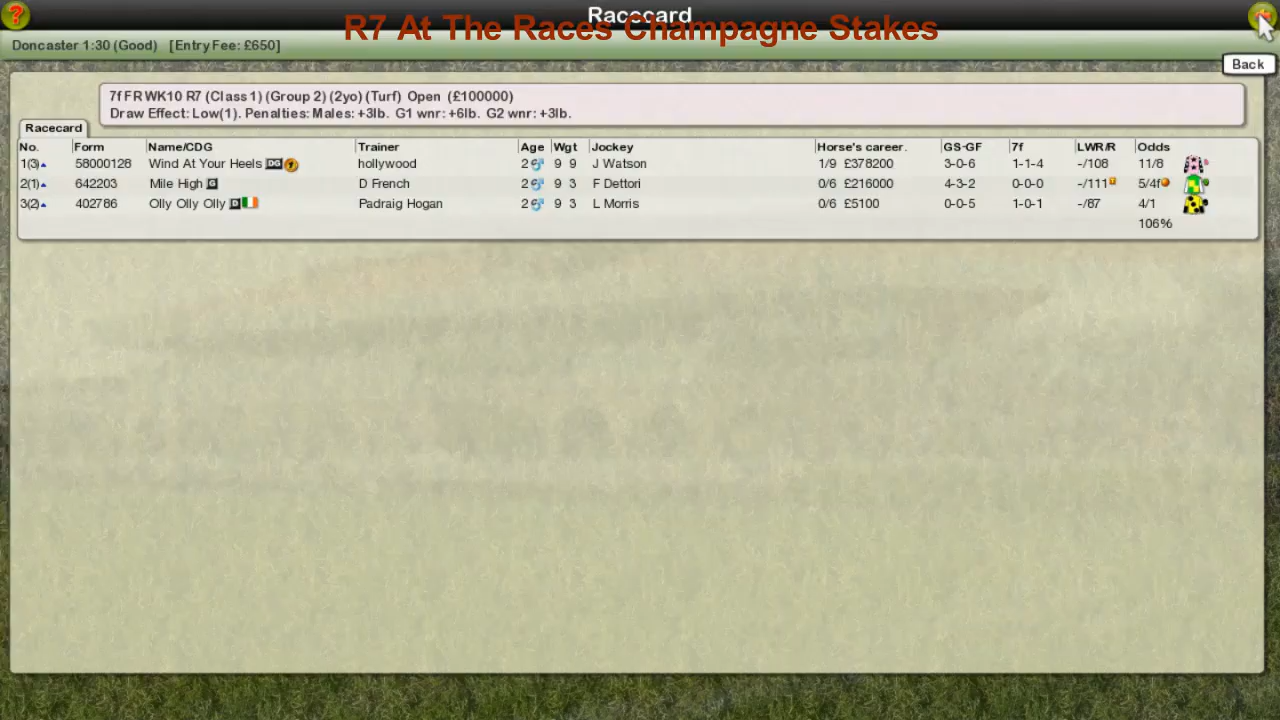 Racecard
R7 At The Races Champagne Stakes
Doncaster 1:30 (Good) [Entry Fee: £650]
Back
7f FR WK10 R7 (Class 1) (Group 2) (2yo) (Turf) Open (£100000)
Draw Effect: Low(1). Penalties: Males: +3lb. G1 wnr: +6lb. G2 wnr: +3lb.
Racecard
No. Form Name/CDG Trainer Age Wgt Jockey Horse's career. GS-GF 7f LWR/R Odds
1(3) 58000128 Wind At Your Heels DG 7 hollywood 2 9 9 J Watson 1/9 £378200 3-0-6 1-1-4 -/108 11/8
2(1) 642203 Mile High G D French 2 9 3 F Dettori 0/6 £216000 4-3-2 0-0-0 -/111 5/4f
3(2) 402786 Olly Olly Olly D Padraig Hogan 2 9 3 L Morris 0/6 £5100 0-0-5 1-0-1 -/87 4/1
106%